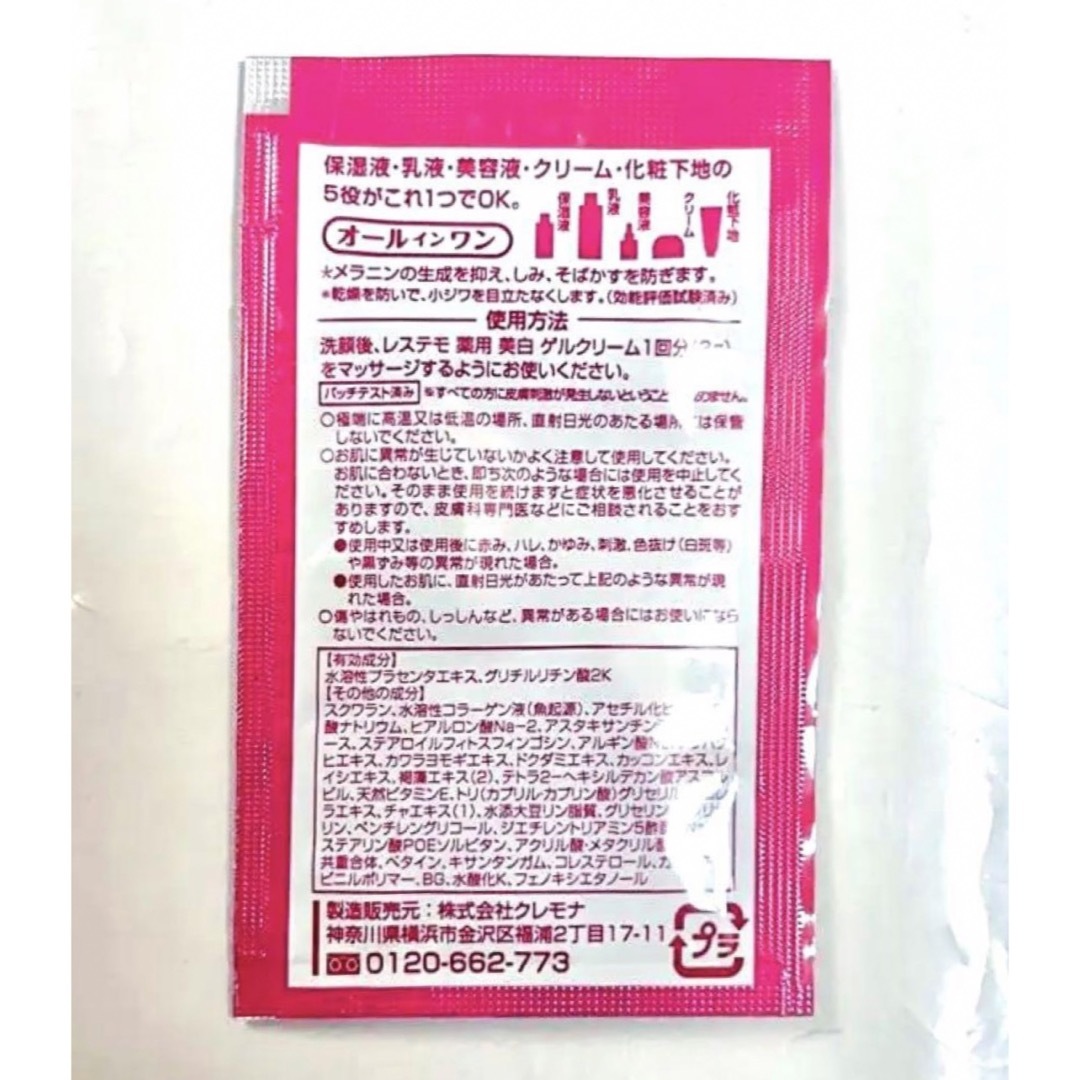 保湿液・乳液・美容液・クリーム・化粧下地の
5役がこれ1つでOK。
保湿液
乳液
美容液
クリーム
化粧下地
オールインワン
*メラニンの生成を抑え、しみ、そばかすを防ぎます。
*乾燥を防いで、小ジワを目立たなくします。(効能評価試験済み)
使用方法
洗顔後、レステモ 薬用 美白 ゲルクリーム1回分
をマッサージするようにお使いください。
パッチテスト済み ※すべての方に皮膚刺激が発生しないということ のません。
○極端に高温又は低温の場所、直射日光のあたる場所 は保管
しないでください。
○お肌に異常が生じていないかよく注意して使用してください。
お肌に合わないとき、即ち次のような場合には使用を中止してく
ださい。そのまま使用を続けますと症状を悪化させることが
ありますので、皮膚科専門医などにご相談されることをおす
すめします。
●使用中又は使用後に赤み、ハレ、かゆみ、刺激、色抜け(白斑等)
や黒ずみ等の異常が現れた場合。
●使用したお肌に、直射日光があたって上記のような異常が現
れた場合。
○傷やはれもの、しっしんなど、異常がある場合にはお使いになら
ないでください。
【有効成分】
水溶性プラセンタエキス、グリチルリチン酸2K
【その他の成分】
スクワラン、水溶性コラーゲン液(魚起源)、アセチル化ヒ
酸ナトリウム、ヒアルロン酸Na-2、アスタキサンチン
ース、ステアロイルフィトスフィンゴシン、アルギン酸
ヒエキス、カワラヨモギエキス、ドクダミエキス、カッコンエキス、レ
イシエキス、褐藻エキス(2)、テトラ2-ヘキシルデカン酸アスコ
ビル、天然ビタミンE、トリ(カプリル・カプリン酸)グリセリル
ラエキス、チャエキス(1)、水添大豆リン脂質、グリセリン
リン、ペンチレングリコール、ジエチレントリアミン5酢酸
ステアリン酸POEソルビタン、アクリル酸・メタクリル酸
共重合体、ベタイン、キサンタンガム、コレステロール、カ
ビニルポリマー、BG、水酸化K、フェノキシエタノール
製造販売元:株式会社クレモナ
神奈川県横浜市金沢区福浦2丁目17-11
0120-662-773
プラ